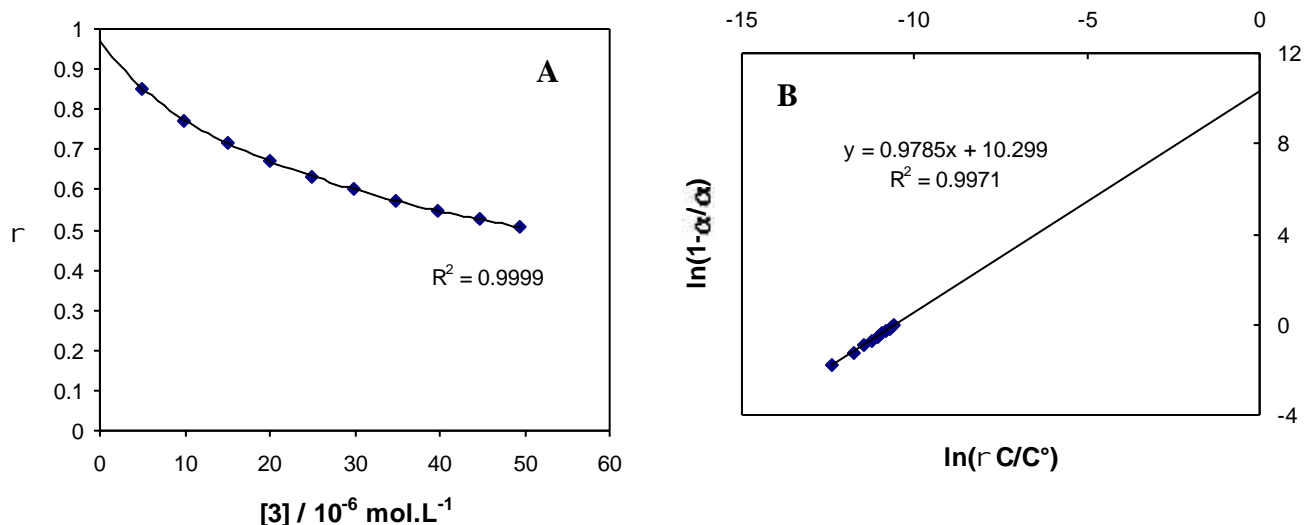 A
1
0.9
0.8
0.7
0.6
0.5
0.4
0.3
0.2
0.1
0
r
R² = 0.9999
0 10 20 30 40 50 60
[3] / 10⁻⁶ mol.L⁻¹
-15 -10 -5 0
B
12
8
4
0
-4
y = 0.9785x + 10.299
R² = 0.9971
ln(1-α/α)
ln(r C/C°)